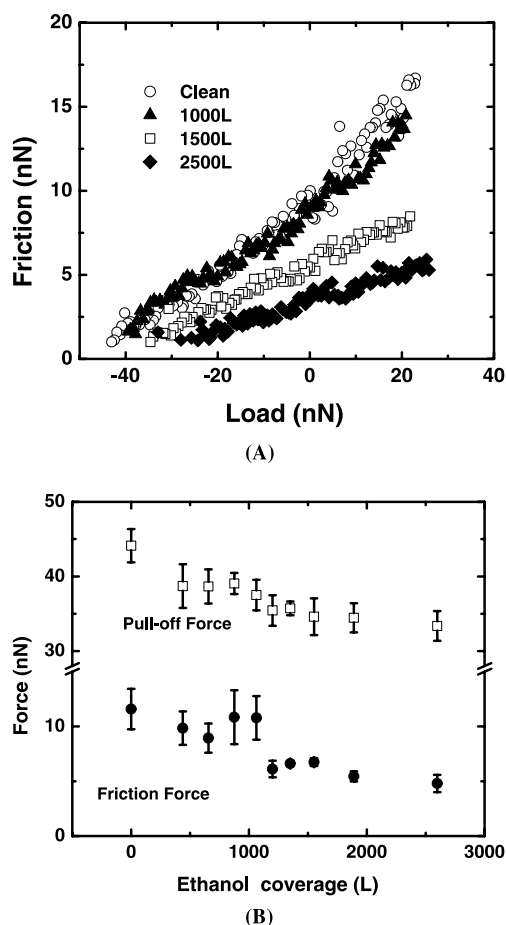 20
15
10
5
0
Friction (nN)
Clean
1000L
1500L
2500L
-40
-20
0
20
40
Load (nN)
(A)
50
40
30
10
0
Force (nN)
Pull-off Force
Friction Force
0
1000
2000
3000
Ethanol coverage (L)
(B)